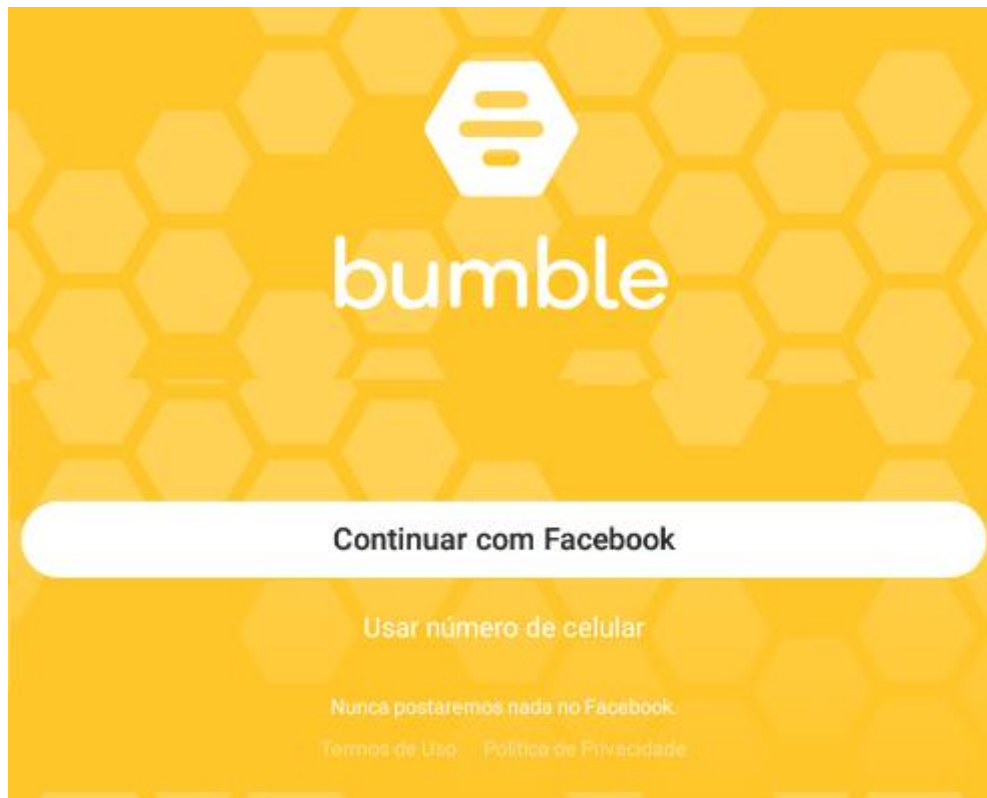 bumble
Continuar com Facebook
Usar número de celular
Nunca postaremos nada no Facebook.
Termos de Uso Política de Privacidade